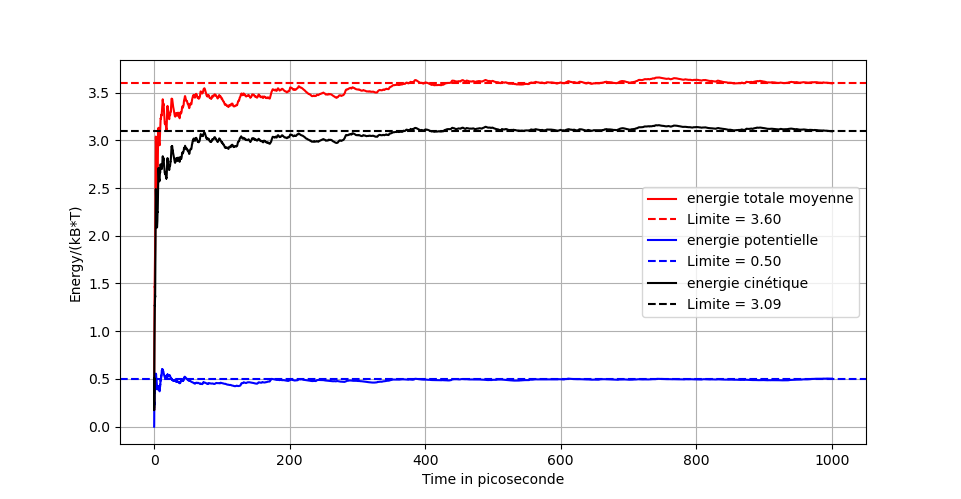 3.5
3.0
2.5
2.0
1.5
1.0
0.5
0.0
Energy/(kB*T)
energie totale moyenne
Limite = 3.60
energie potentielle
Limite = 0.50
energie cinétique
Limite = 3.09
0 200 400 600 800 1000
Time in picoseconde